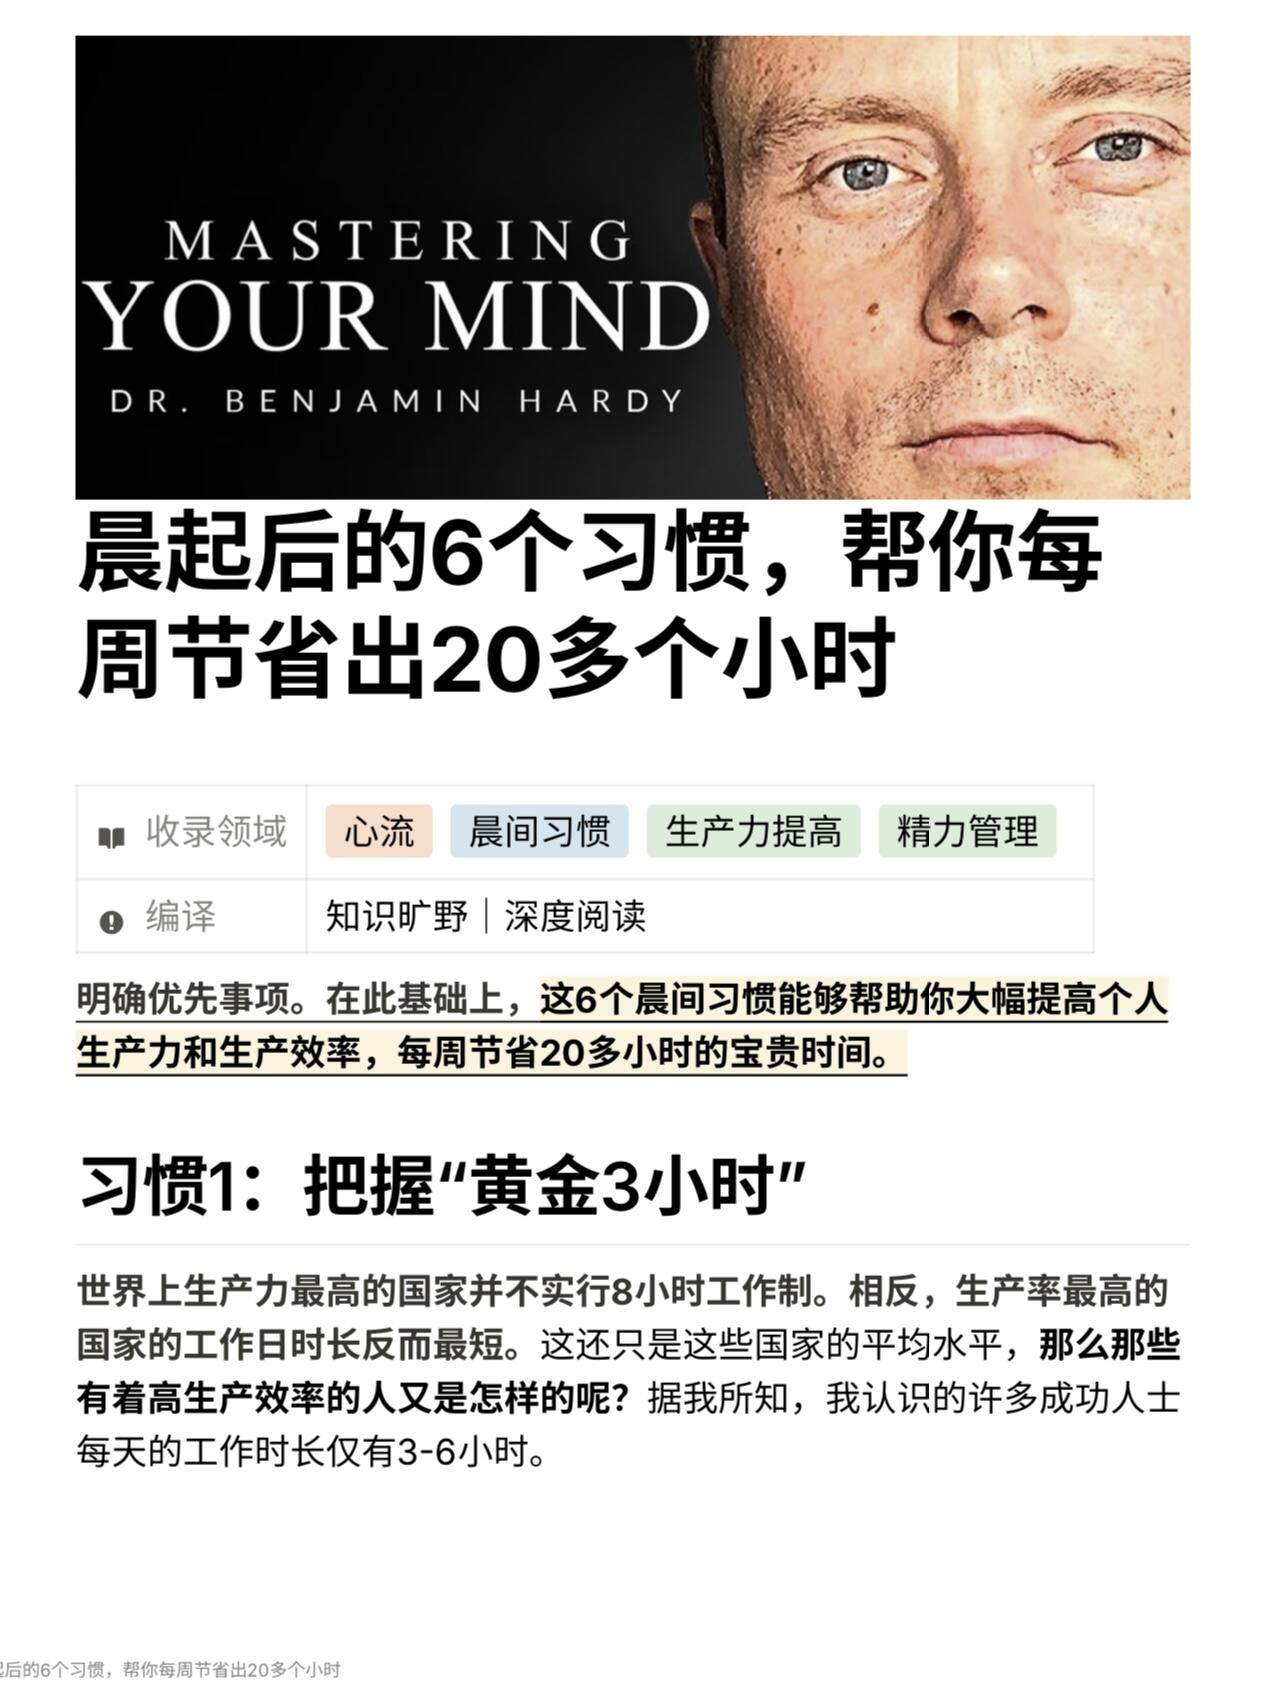 MASTERING
YOUR MIND
DR. BENJAMIN HARDY
晨起后的6个习惯，帮你每
周节省出20多个小时
收录领域 心流 晨间习惯 生产力提高 精力管理
编译 知识旷野｜深度阅读
明确优先事项。在此基础上，这6个晨间习惯能够帮助你大幅提高个人
生产力和生产效率，每周节省20多小时的宝贵时间。
习惯1：把握“黄金3小时”
世界上生产力最高的国家并不实行8小时工作制。相反，生产率最高的
国家的工作日时长反而最短。这还只是这些国家的平均水平，那么那些
有着高生产效率的人又是怎样的呢？据我所知，我认识的许多成功人士
每天的工作时长仅有3-6小时。
后的6个习惯，帮你每周节省出20多个小时